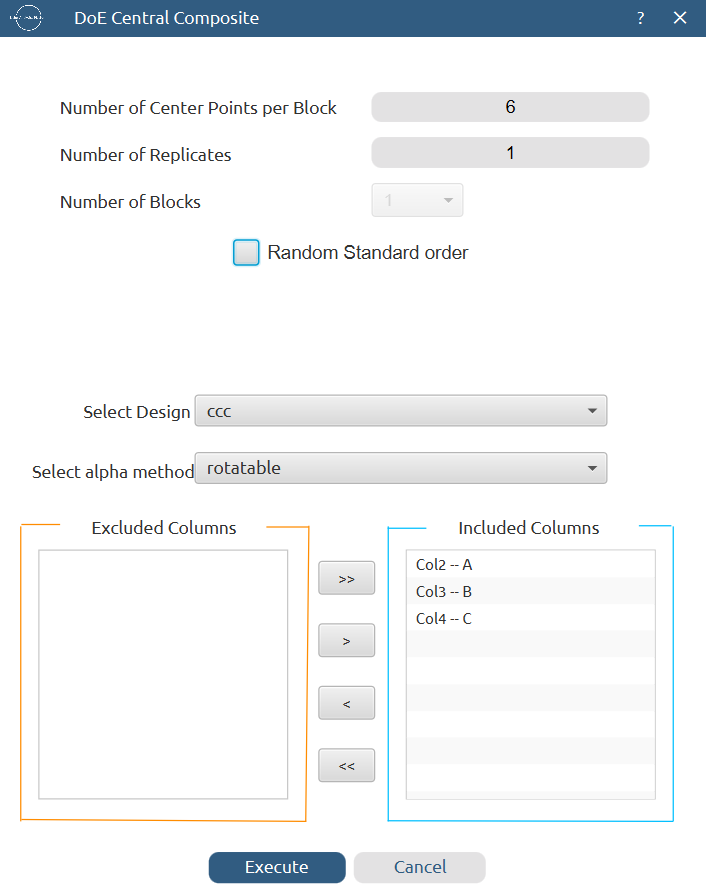 DoE Central Composite ? ×
Number of Center Points per Block 6
Number of Replicates 1
Number of Blocks 1
Random Standard order
Select Design ccc
Select alpha method rotatable
Excluded Columns
Included Columns
Col2 -- A
Col3 -- B
Col4 -- C
>>
>
<
<<
Execute Cancel